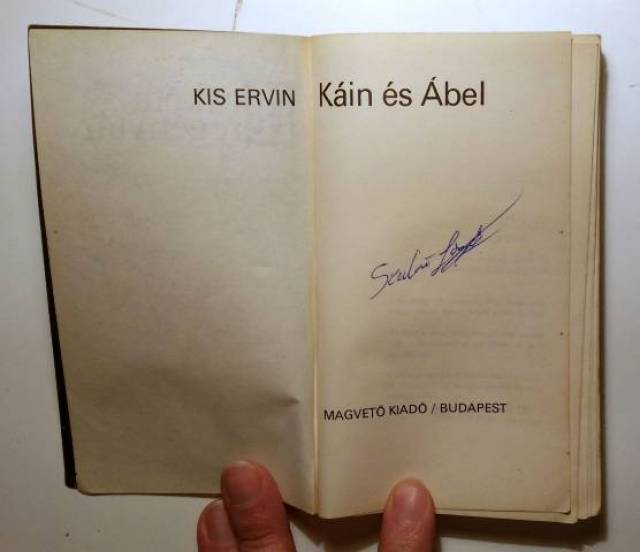 KIS ERVIN Káin és Ábel
MAGVETŐ KIADÓ / BUDAPEST